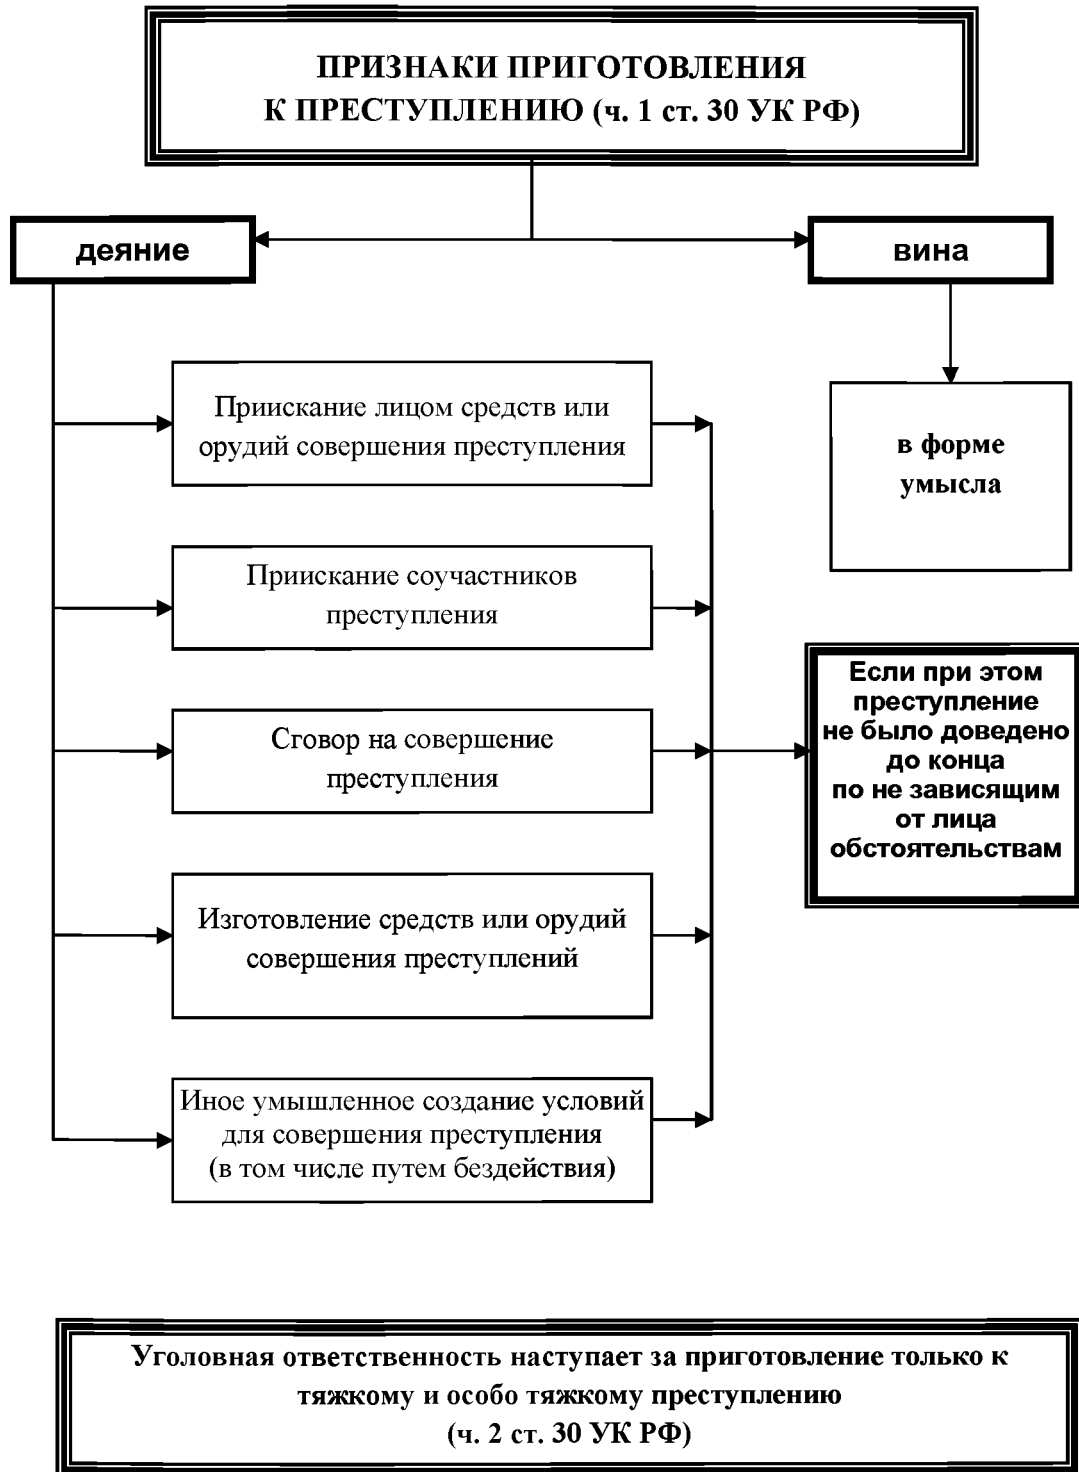 ПРИЗНАКИ ПРИГОТОВЛЕНИЯ
К ПРЕСТУПЛЕНИЮ (ч. 1 ст. 30 УК РФ)
деяние
вина
Приискание лицом средств или
орудий совершения преступления
в форме
умысла
Приискание соучастников
преступления
Если при этом
преступление
не было доведено
до конца
по не зависящим
от лица
обстоятельствам
Сговор на совершение
преступления
Изготовление средств или орудий
совершения преступлений
Иное умышленное создание условий
для совершения преступления
(в том числе путем бездействия)
Уголовная ответственность наступает за приготовление только к
тяжкому и особо тяжкому преступлению
(ч. 2 ст. 30 УК РФ)